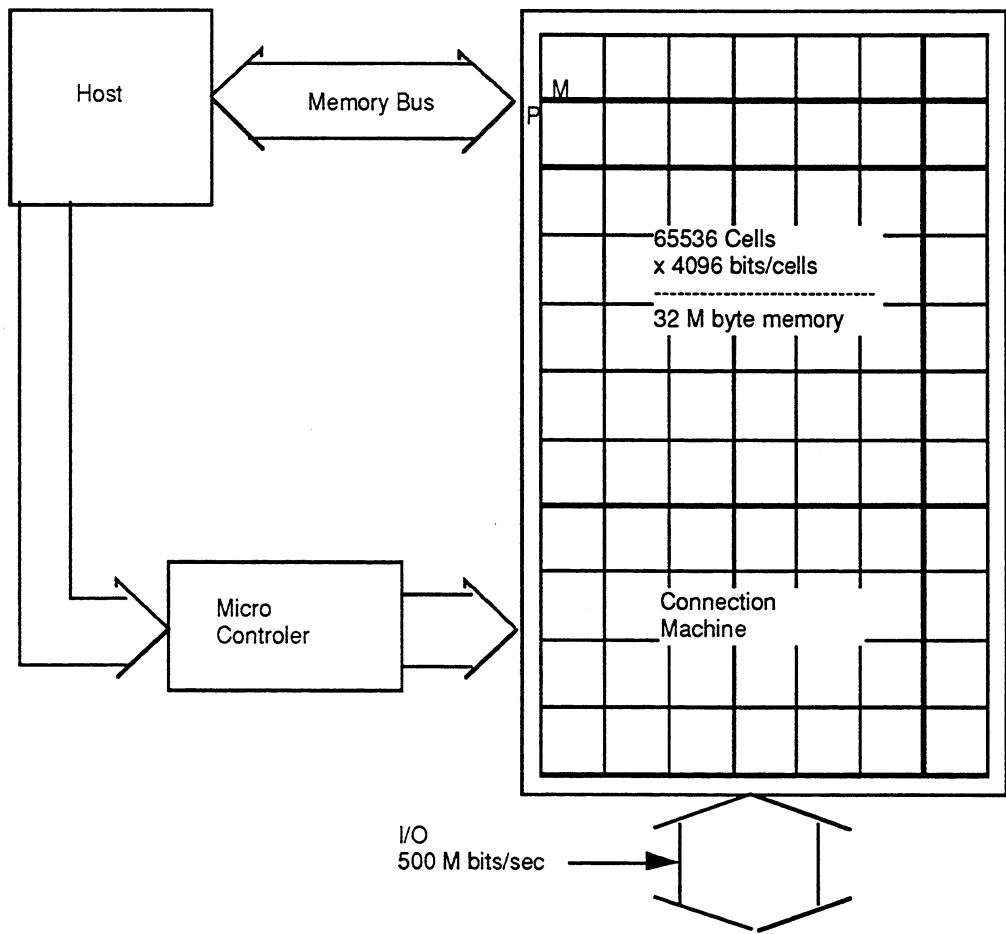 Host
Memory Bus
M
P
65536 Cells
x 4096 bits/cells
32 M byte memory
Micro
Controler
Connection
Machine
I/O
500 M bits/sec